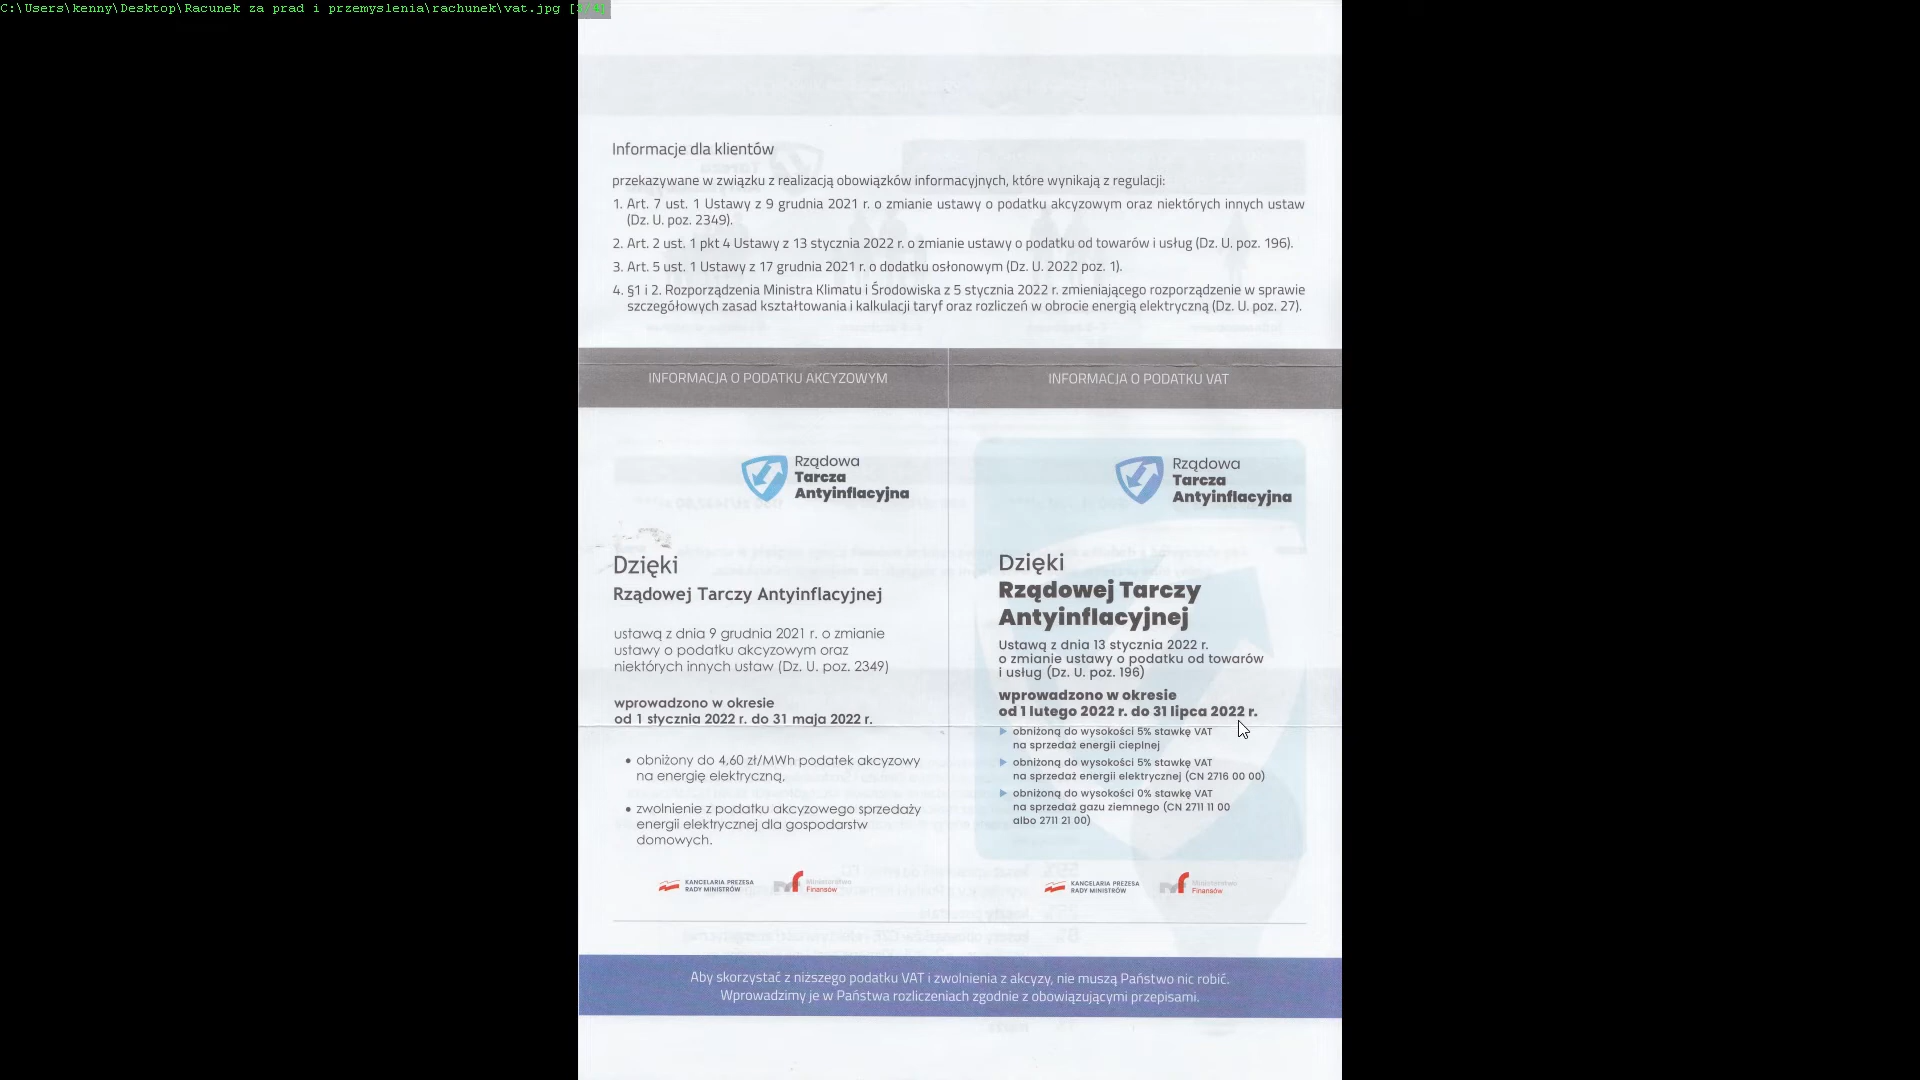 C:\Users\kenny\Desktop\Racunek za prad i przemyslenia\rachunek\vat.jpg
Informacje dla klientów
przekazywane w związku z realizacją obowiązków informacyjnych, które wynikają z regulacji:
1. Art. 7 ust. 1 Ustawy z 9 grudnia 2021 r. o zmianie ustawy o podatku akcyzowym oraz niektórych innych ustaw
(Dz. U. poz. 2349).
2. Art. 2 ust. 1 pkt 4 Ustawy z 13 stycznia 2022 r. o zmianie ustawy o podatku od towarów i usług (Dz. U. poz. 196).
3. Art. 5 ust. 1 Ustawy z 17 grudnia 2021 r. o dodatku osłonowym (Dz. U. 2022 poz. 1).
4. §1 i 2. Rozporządzenia Ministra Klimatu i Środowiska z 5 stycznia 2022 r. zmieniającego rozporządzenie w sprawie
szczegółowych zasad kształtowania i kalkulacji taryf oraz rozliczeń w obrocie energią elektryczną (Dz. U. poz. 27).
INFORMACJA O PODATKU AKCYZOWYM
Rządowa
Tarcza
Antyinflacyjna
Dzięki
Rządowej Tarczy Antyinflacyjnej
ustawą z dnia 9 grudnia 2021 r. o zmianie
ustawy o podatku akcyzowym oraz
niektórych innych ustaw (Dz. U. poz. 2349)
wprowadzono w okresie
od 1 stycznia 2022 r. do 31 maja 2022 r.
• obniżony do 4,60 zł/MWh podatek akcyzowy
na energię elektryczną,
• zwolnienie z podatku akcyzowego sprzedaży
energii elektrycznej dla gospodarstw
domowych.
KANCELARIA PREZESA
RADY MINISTRÓW
Ministerstwo
Finansów
INFORMACJA O PODATKU VAT
Rządowa
Tarcza
Antyinflacyjna
Dzięki
Rządowej Tarczy
Antyinflacyjnej
Ustawą z dnia 13 stycznia 2022 r.
o zmianie ustawy o podatku od towarów
i usług (Dz. U. poz. 196)
wprowadzono w okresie
od 1 lutego 2022 r. do 31 lipca 2022 r.
obniżoną do wysokości 5% stawkę VAT
na sprzedaż energii cieplnej
obniżoną do wysokości 5% stawkę VAT
na sprzedaż energii elektrycznej (CN 2716 00 00)
obniżoną do wysokości 0% stawkę VAT
na sprzedaż gazu ziemnego (CN 2711 11 00
albo 2711 21 00)
KANCELARIA PREZESA
RADY MINISTRÓW
Ministerstwo
Finansów
Aby skorzystać z niższego podatku VAT i zwolnienia z akcyzy, nie muszą Państwo nic robić.
Wprowadzimy je w Państwa rozliczeniach zgodnie z obowiązującymi przepisami.